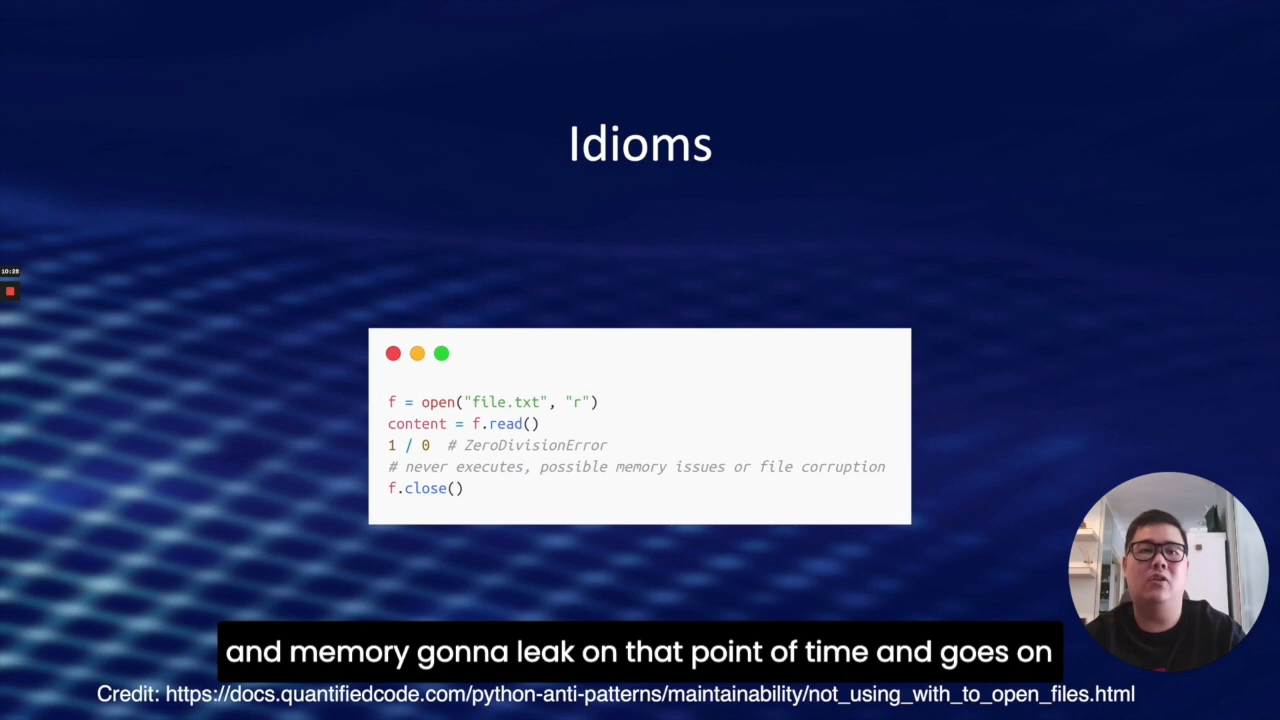 Idioms
10:28
f = open("file.txt", "r")
content = f.read()
1 / 0 # ZeroDivisionError
# never executes, possible memory issues or file corruption
f.close()
and memory gonna leak on that point of time and goes on
Credit: https://docs.quantifiedcode.com/python-anti-patterns/maintainability/not_using_with_to_open_files.html